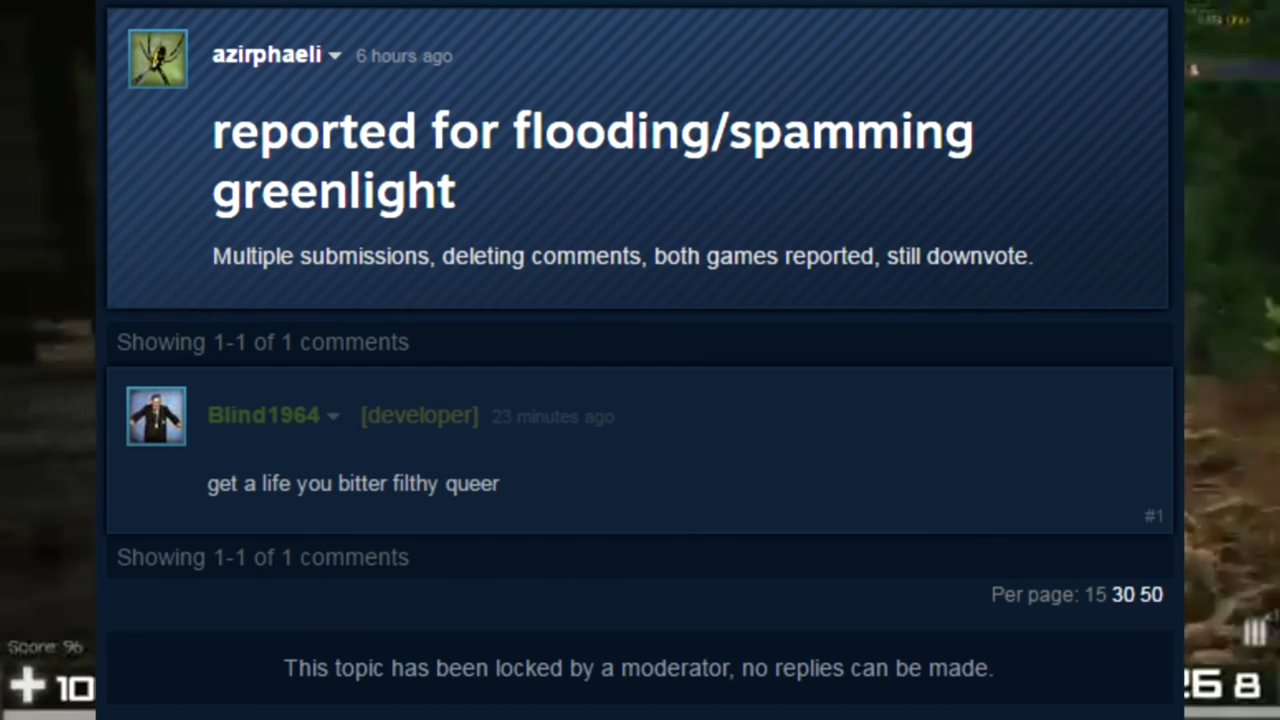 azirphaeli 6 hours ago
reported for flooding/spamming
greenlight
Multiple submissions, deleting comments, both games reported, still downvote.
Showing 1-1 of 1 comments
Blind1964 [developer] 23 minutes ago
get a life you bitter filthy queer
#1
Showing 1-1 of 1 comments
Per page: 15 30 50
This topic has been locked by a moderator, no replies can be made.
Score: 96
10
26 8